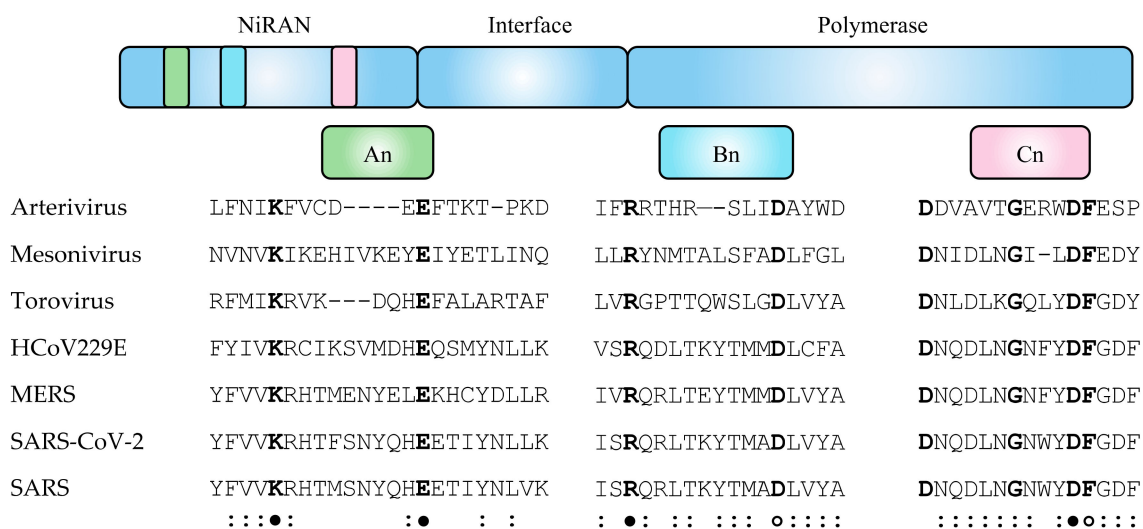 NiRAN Interface Polymerase
An Bn Cn
Arterivirus LFNIKFVCD----EEFTKT-PKD IFRRTHR—-SLIDAYWD DDVAVTGERWDFESP
Mesonivirus NVNVKIKEHIVKEYEIYETLINQ LLRYNMTALSFADLFGL DNIDLNGI-LDFEDY
Torovirus RFMIKRVK---DQHEFALARTAF LVRGPTTQWSLGDLVYA DNLDLKGQLYDFGDY
HCoV229E FYIVKRCIKSVMDHEQSMYNLLK VSRQDLTKYTMMDLCFA DNQDLNGNFYDFGDF
MERS YFVVKRHTMENYELEKHCYDLLR IVRQRLTEYTMADLVYA DNQDLNGNFYDFGDF
SARS-CoV-2 YFVVKRHTFSNYQHEETIYNLLK ISRQRLTKYTMADLVYA DNQDLNGNWYDFGDF
SARS YFVVKRHTMSNYQHEETIYNLVK ISRQRLTKYTMADLVYA DNQDLNGNWYDFGDF